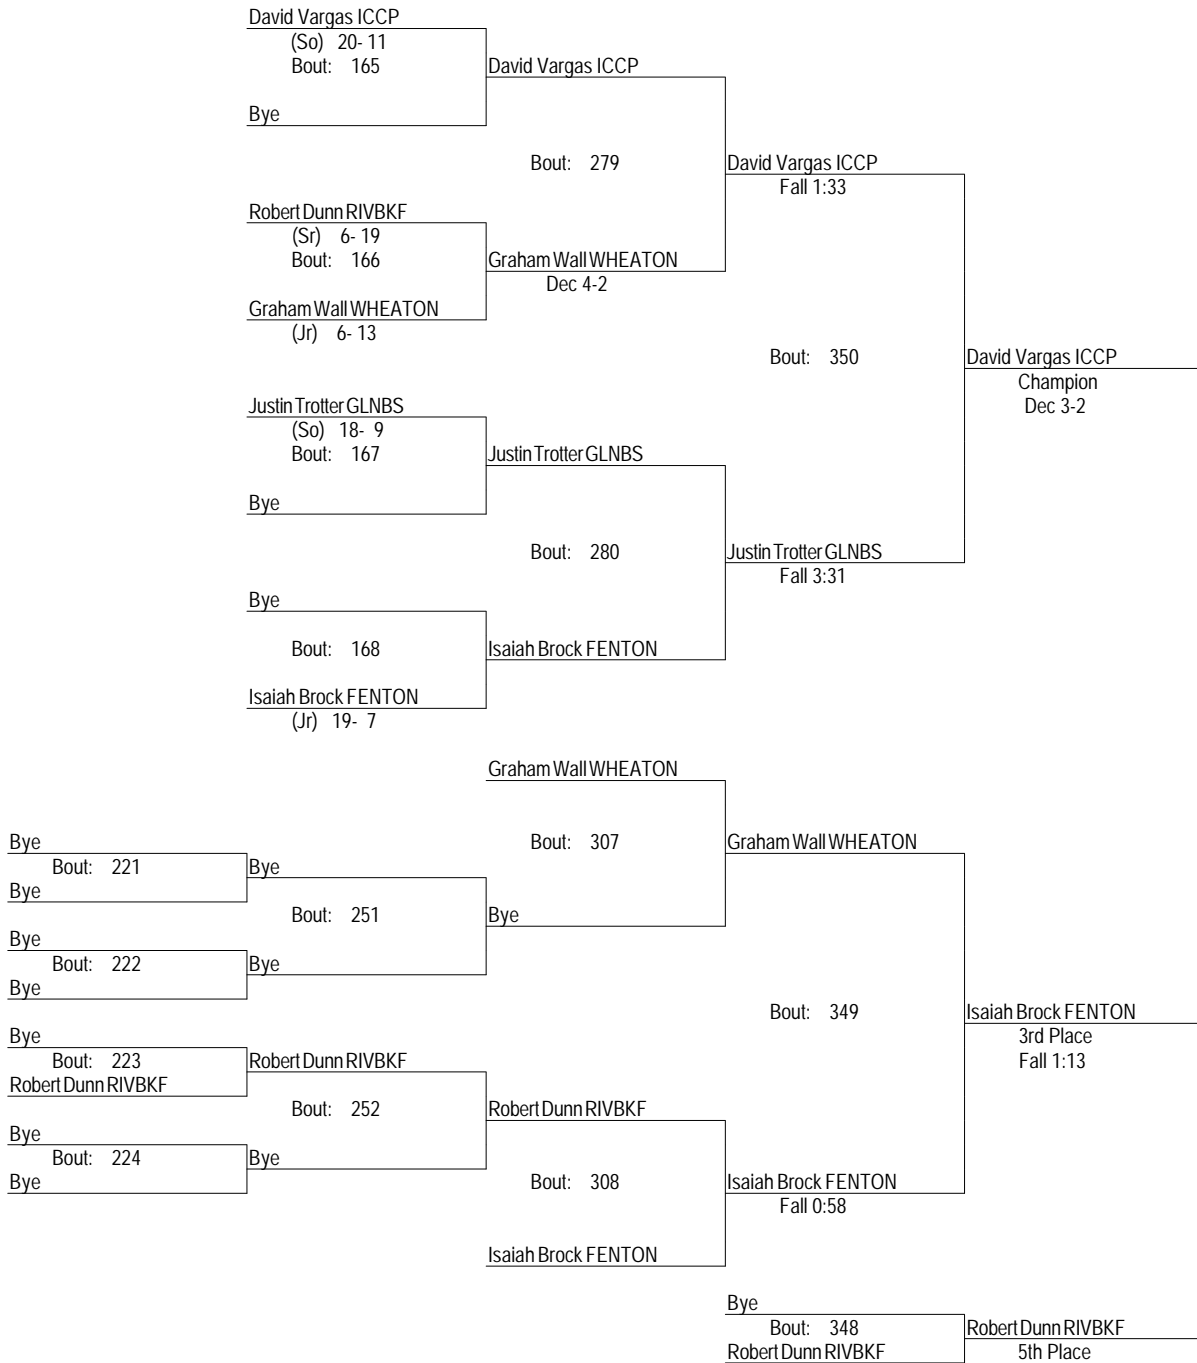 David Vargas ICCP
(So) 20- 11
Bout: 165
David Vargas ICCP
Bye
Bout: 279
David Vargas ICCP
Fall 1:33
Robert Dunn RIVBKF
(Sr) 6- 19
Bout: 166
Graham Wall WHEATON
Dec 4-2
Graham Wall WHEATON
(Jr) 6- 13
Bout: 350
David Vargas ICCP
Champion
Dec 3-2
Justin Trotter GLNBS
(So) 18- 9
Bout: 167
Justin Trotter GLNBS
Bye
Bout: 280
Justin Trotter GLNBS
Fall 3:31
Bye
Bout: 168
Isaiah Brock FENTON
Isaiah Brock FENTON
(Jr) 19- 7
Graham Wall WHEATON
Bye
Bout: 307
Graham Wall WHEATON
Bout: 221
Bye
Bye
Bout: 251
Bye
Bye
Bout: 222
Bye
Bye
Bout: 349
Isaiah Brock FENTON
3rd Place
Fall 1:13
Bye
Bout: 223
Robert Dunn RIVBKF
Robert Dunn RIVBKF
Bout: 252
Robert Dunn RIVBKF
Bye
Bout: 224
Bye
Bye
Bout: 308
Isaiah Brock FENTON
Fall 0:58
Isaiah Brock FENTON
Bye
Bout: 348
Robert Dunn RIVBKF
Robert Dunn RIVBKF
5th Place